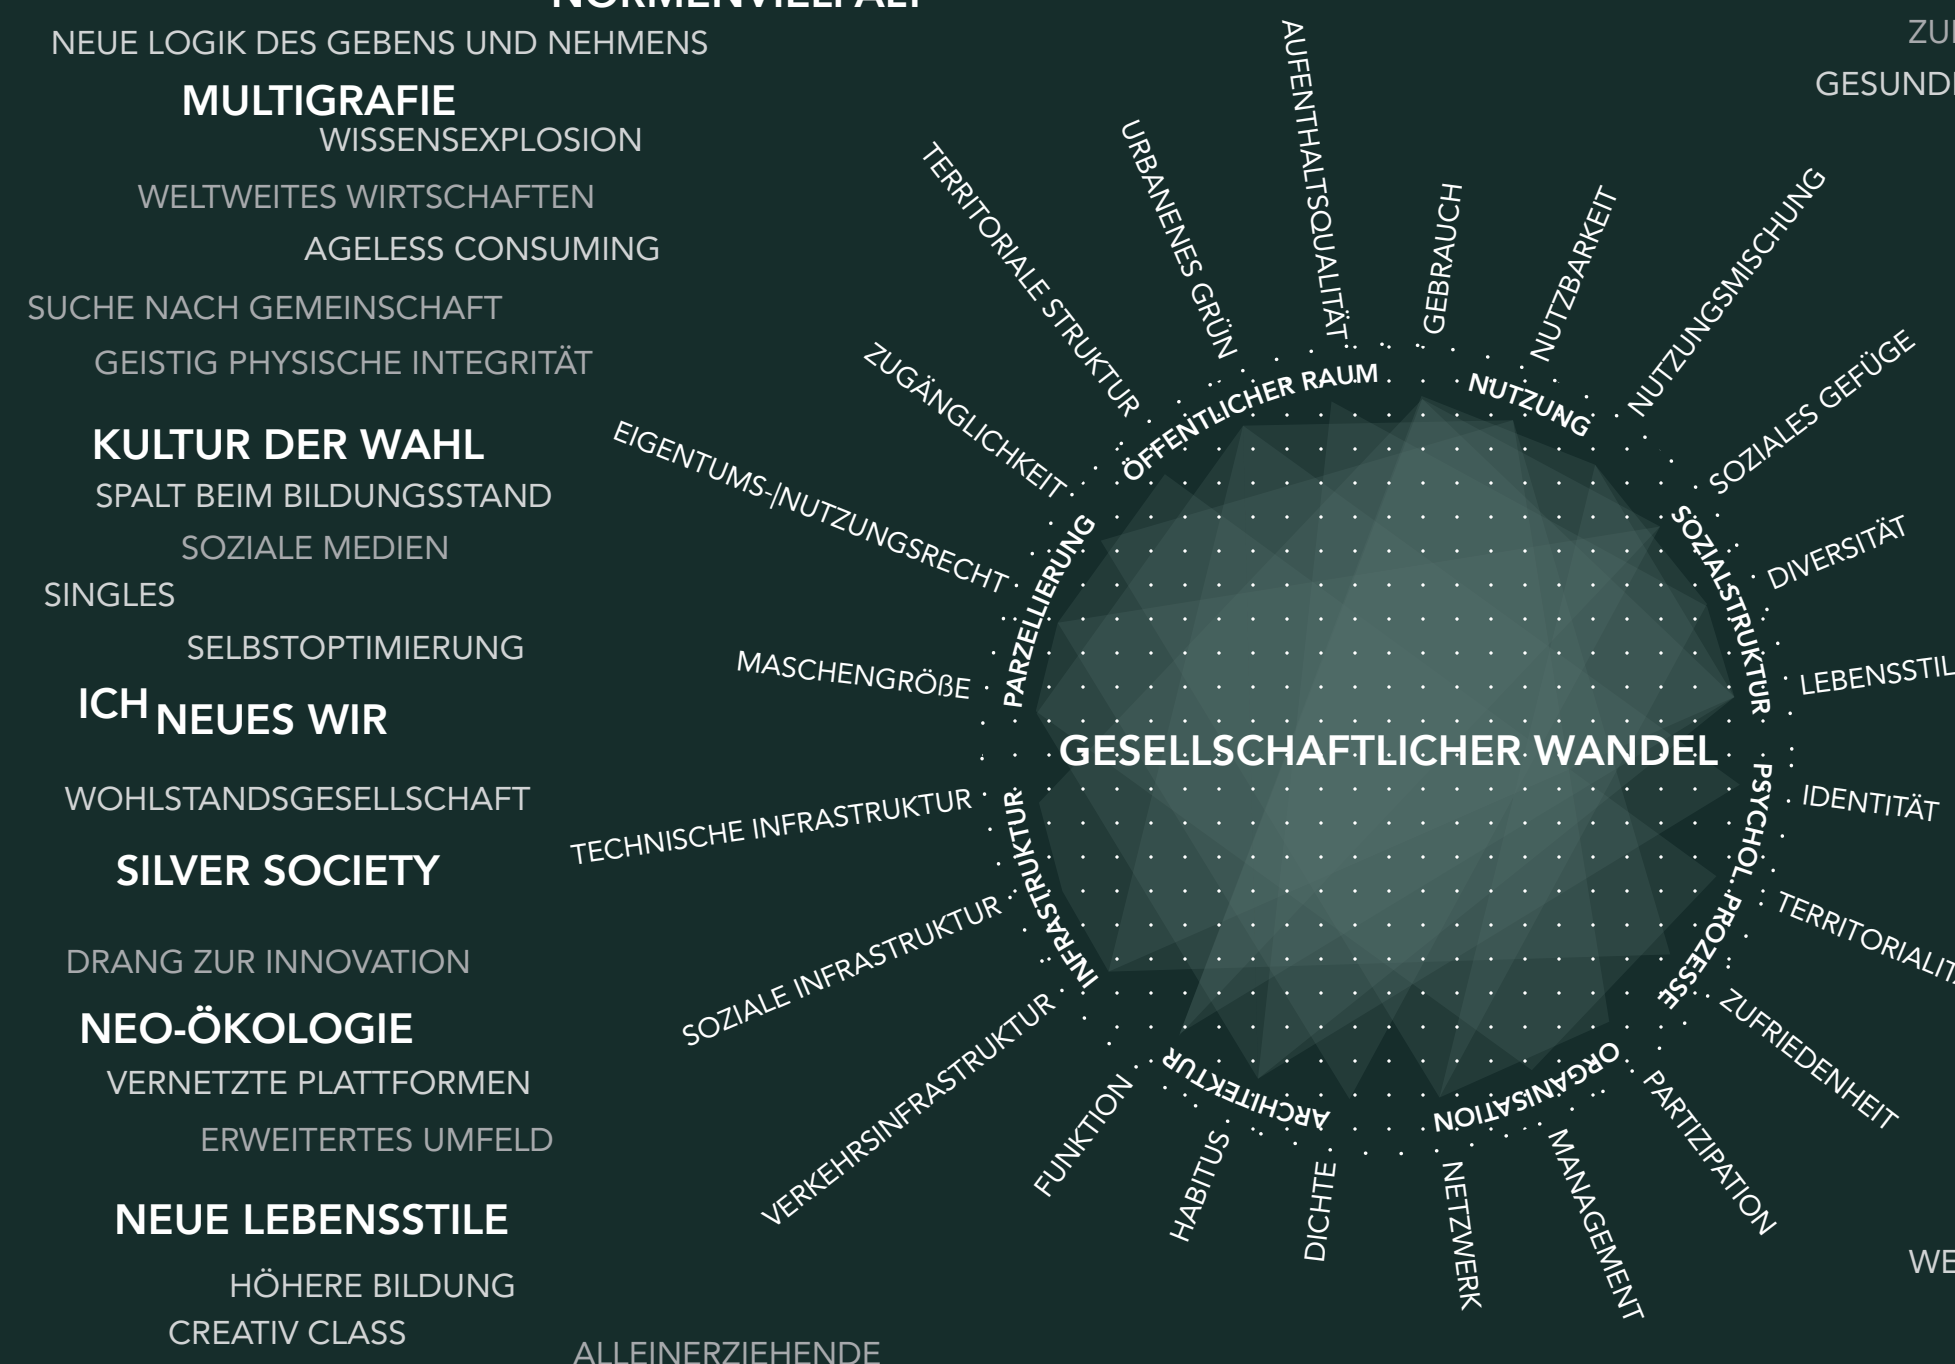 NORMENVIELFALT
NEUE LOGIK DES GEBENS UND NEHMENS
MULTIGRAFIE
WISSENSEXPLOSION
WELTWEITES WIRTSCHAFTEN
AGELESS CONSUMING
SUCHE NACH GEMEINSCHAFT
GEISTIG PHYSISCHE INTEGRITÄT
KULTUR DER WAHL
SPALT BEIM BILDUNGSSTAND
SOZIALE MEDIEN
SINGLES
SELBSTOPTIMIERUNG
ICH NEUES WIR
WOHLSTANDSGESELLSCHAFT
SILVER SOCIETY
DRANG ZUR INNOVATION
NEO-ÖKOLOGIE
VERNETZTE PLATTFORMEN
ERWEITERTES UMFELD
NEUE LEBENSSTILE
HÖHERE BILDUNG
CREATIV CLASS
ALLEINERZIEHENDE
GESELLSCHAFTLICHER WANDEL
PARZELLIERUNG
MASCHENGRÖßE
EIGENTUMS-|NUTZUNGSRECHT
ZUGÄNGLICHKEIT
ÖFFENTLICHER RAUM
TERRITORIALE STRUKTUR
URBANENES GRÜN
AUFENTHALTSQUALITÄT
NUTZUNG
GEBRAUCH
NUTZBARKEIT
NUTZUNGSMISCHUNG
SOZIALSTRUKTUR
SOZIALES GEFÜGE
DIVERSITÄT
LEBENSSTIL
PSYCHOL. PROZESSE
IDENTITÄT
TERRITORIALIT
ZUFRIEDENHEIT
ORGANISATION
PARTIZIPATION
MANAGEMENT
NETZWERK
ARCHITEKTUR
DICHTE
HABITUS
FUNKTION
INFRASTRUKTUR
VERKEHRSINFRASTRUKTUR
SOZIALE INFRASTRUKTUR
TECHNISCHE INFRASTRUKTUR
ZU
GESUND
WE